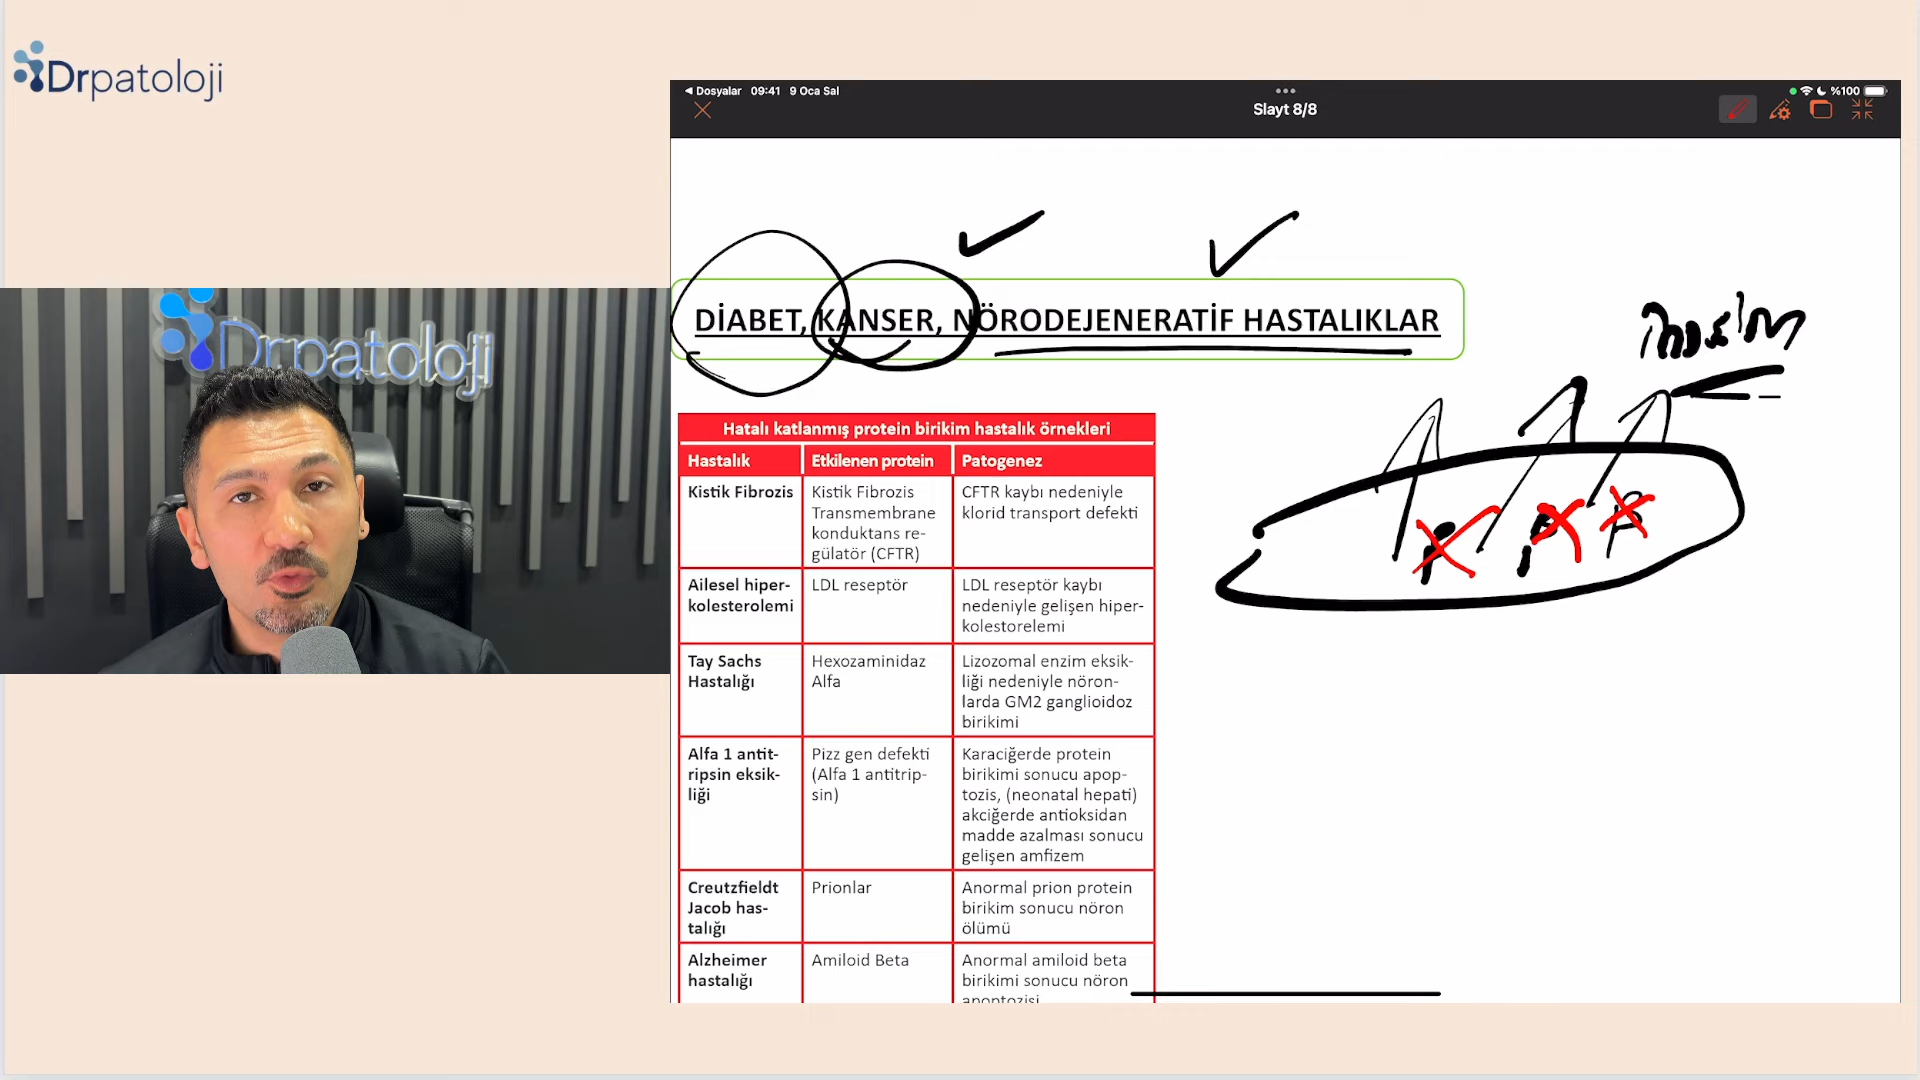 Drpatoloji
Dosyalar 09:41 9 Oca Sal
%100
Slayt 8/8
DİABET, KANSER, NÖRODEJENERATİF HASTALIKLAR
Drpatoloji
Hatalı katlanmış protein birikim hastalık örnekleri
Hastalık Etkilenen protein Patogenez
Kistik Fibrozis
Kistik Fibrozis
Transmembrane
konduktans re-
gülatör (CFTR)
CFTR kaybı nedeniyle
klorid transport defekti
Ailesel hiper-
kolesterolemi
LDL reseptör
LDL reseptör kaybı
nedeniyle gelişen hiper-
kolestorelemi
Tay Sachs
Hastalığı
Hexozaminidaz
Alfa
Lizozomal enzim eksik-
liği nedeniyle nöron-
larda GM2 ganglioidoz
birikimi
Alfa 1 antit-
ripsin eksik-
liği
Pizz gen defekti
(Alfa 1 antitrip-
sin)
Karaciğerde protein
birikimi sonucu apop-
tozis, (neonatal hepati)
akciğerde antioksidan
madde azalması sonucu
gelişen amfizem
Creutzfieldt
Jacob has-
talığı
Prionlar
Anormal prion protein
birikim sonucu nöron
ölümü
Alzheimer
hastalığı
Amiloid Beta
Anormal amiloid beta
birikimi sonucu nöron
apoptozisi